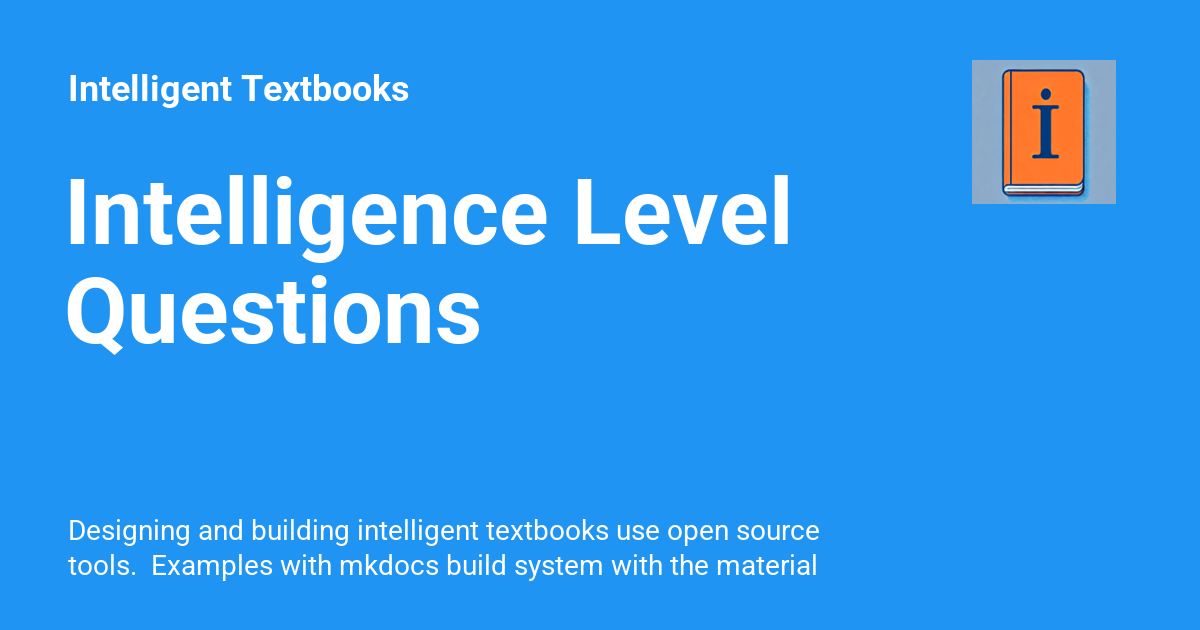 Intelligent Textbooks
i
Intelligence Level
Questions
Designing and building intelligent textbooks use open source
tools.  Examples with mkdocs build system with the material